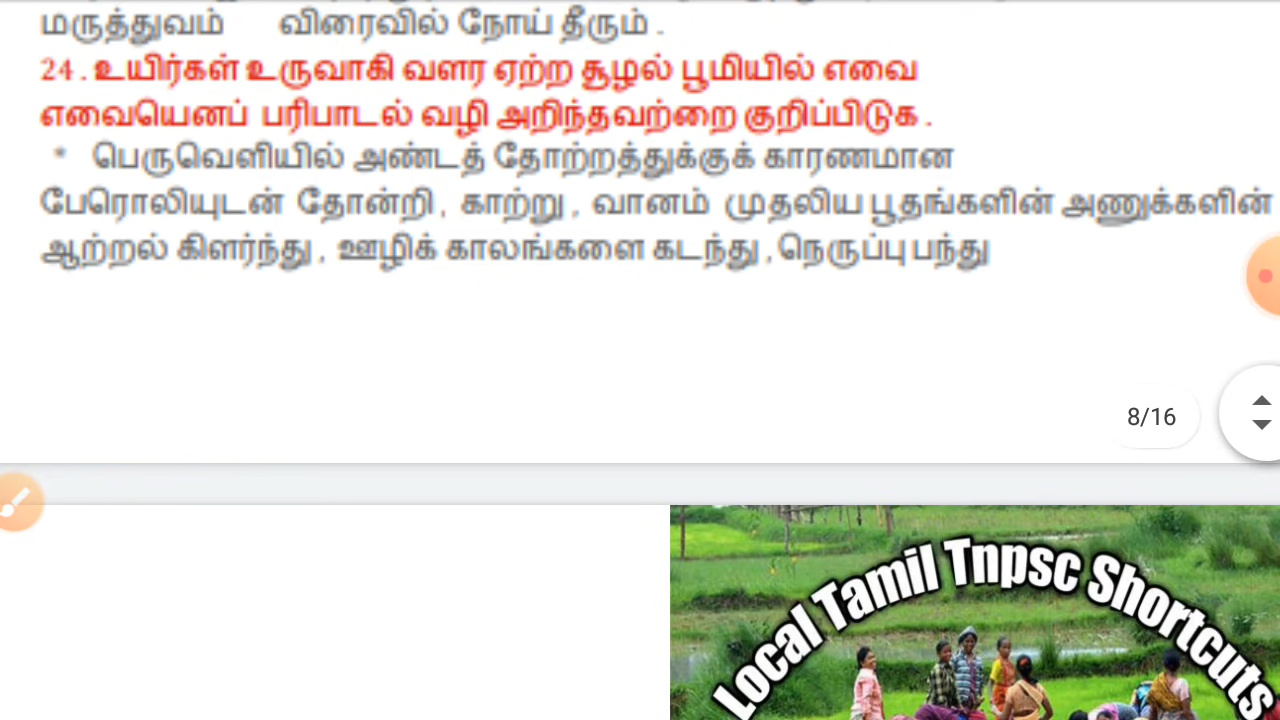 மருத்துவம் விரைவில் நோய் தீரும் .
24 . உயிர்கள் உருவாகி வளர ஏற்ற சூழல் பூமியில் எவை
எவையெனப் பரிபாடல் வழி அறிந்தவற்றை குறிப்பிடுக .
* பெருவெளியில் அண்டத் தோற்றத்துக்குக் காரணமான
பேரொலியுடன் தோன்றி , காற்று , வானம் முதலிய பூதங்களின் அணுக்களின்
ஆற்றல் கிளர்ந்து , ஊழிக் காலங்களை கடந்து , நெருப்பு பந்து
8/16
Local Tamil Tnpsc Shortcuts